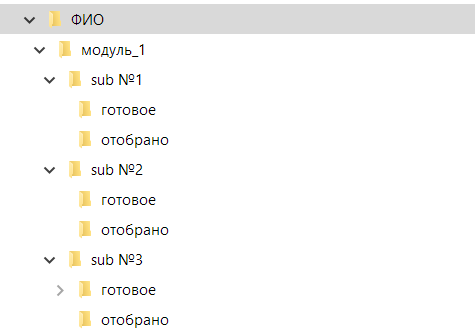 ФИО
модуль_1
sub №1
готовое
отобрано
sub №2
готовое
отобрано
sub №3
готовое
отобрано